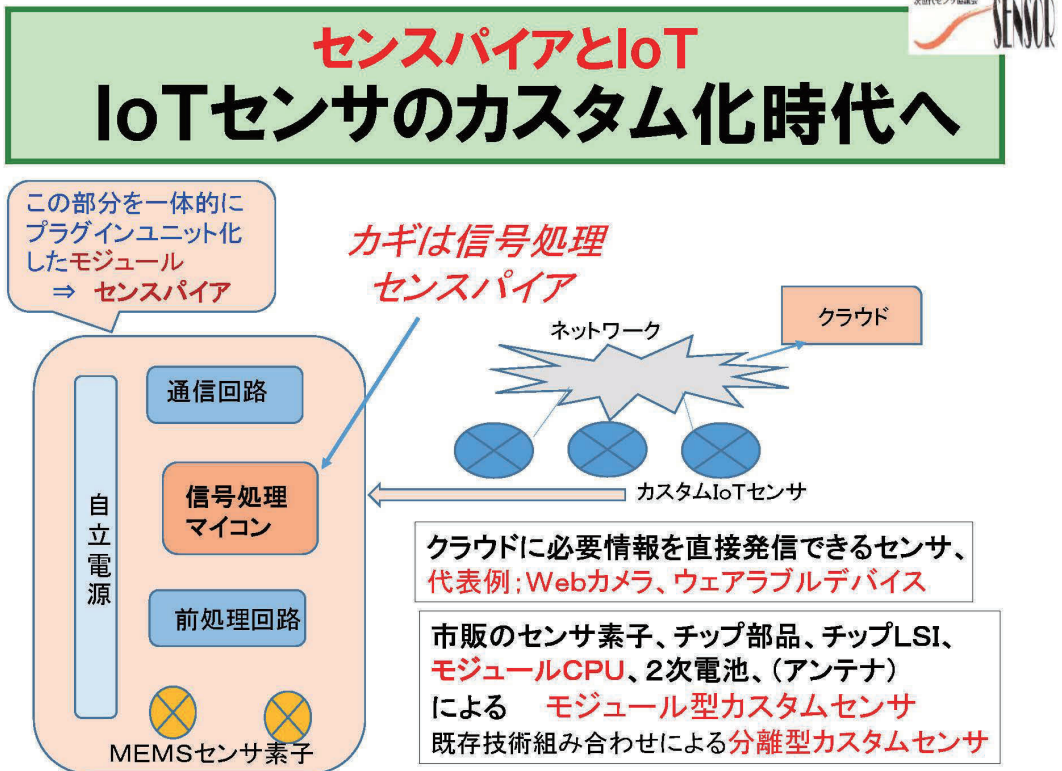 次世代センサ協議会
SENSOR
センスパイアとIoT
IoTセンサのカスタム化時代へ
この部分を一体的に
プラグインユニット化
したモジュール
⇒ センスパイア
カギは信号処理
センスパイア
ネットワーク
クラウド
通信回路
自立電源
信号処理
マイコン
カスタムIoTセンサ
前処理回路
MEMSセンサ素子
クラウドに必要情報を直接発信できるセンサ、
代表例;Webカメラ、ウェアラブルデバイス
市販のセンサ素子、チップ部品、チップLSI、
モジュールCPU、2次電池、(アンテナ)
による モジュール型カスタムセンサ
既存技術組み合わせによる分離型カスタムセンサ